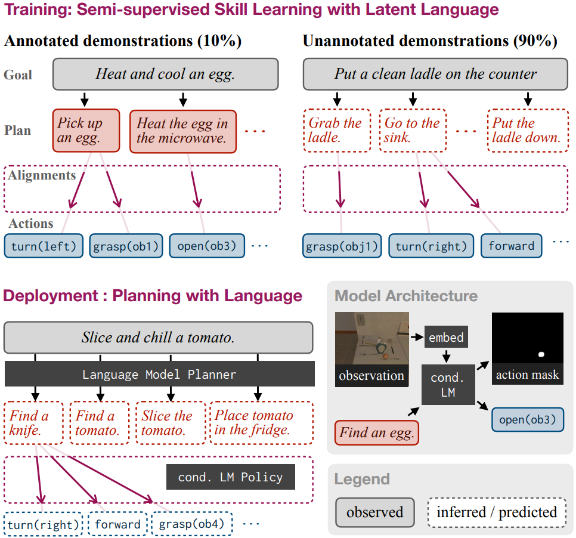 Training: Semi-supervised Skill Learning with Latent Language
Annotated demonstrations (10%)
Unannotated demonstrations (90%)
Goal
Heat and cool an egg.
Put a clean ladle on the counter
Plan
Pick up
an egg.
Heat the egg in
the microwave.
...
Grab the
ladle.
Go to the
sink.
...
Put the
ladle down.
Alignments
Actions
turn(left)
grasp(ob1)
open(ob3)
...
grasp(obj1)
turn(right)
forward
...
Deployment : Planning with Language
Slice and chill a tomato.
Language Model Planner
Find a
knife.
Find a
tomato.
Slice the
tomato.
Place tomato
in the fridge.
cond. LM Policy
turn(right)
forward
grasp(ob4)
...
Model Architecture
observation
embed
cond.
LM
action mask
Find an egg.
open(ob3)
Legend
observed
inferred / predicted